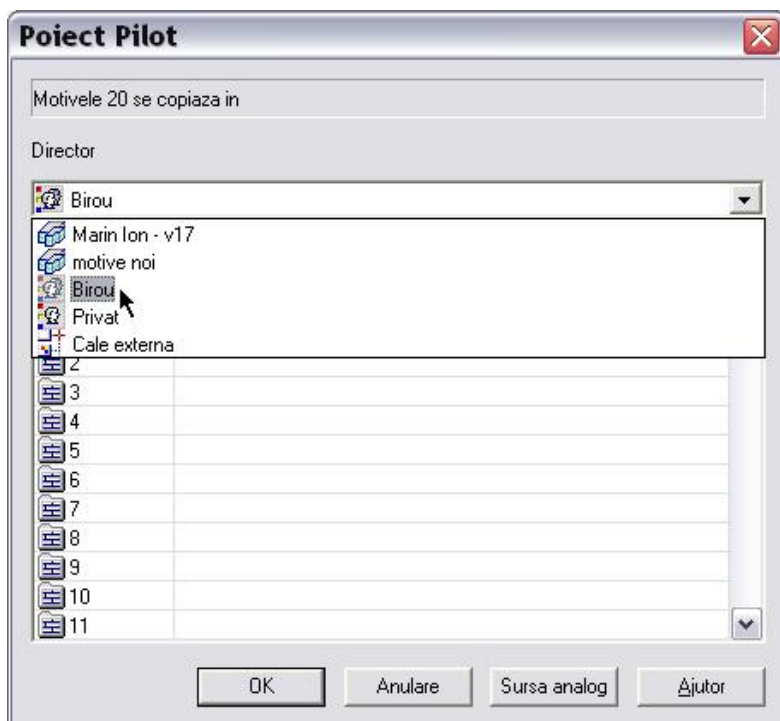 Poiect Pilot
Motivele 20 se copiaza in
Director
Birou
Marin Ion - v17
motive noi
Birou
Privat
Cale externa
2
3
4
5
6
7
8
9
10
11
OK Anulare Sursa analog Ajutor